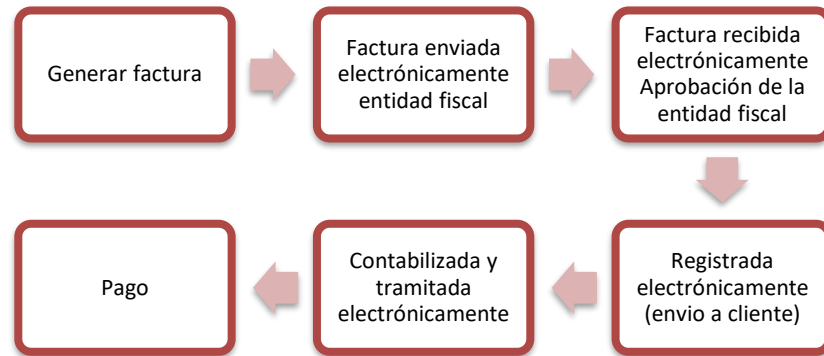 Generar factura
Factura enviada
electrónicamente
entidad fiscal
Factura recibida
electrónicamente
Aprobación de la
entidad fiscal
Registrada
electrónicamente
(envio a cliente)
Contabilizada y
tramitada
electrónicamente
Pago